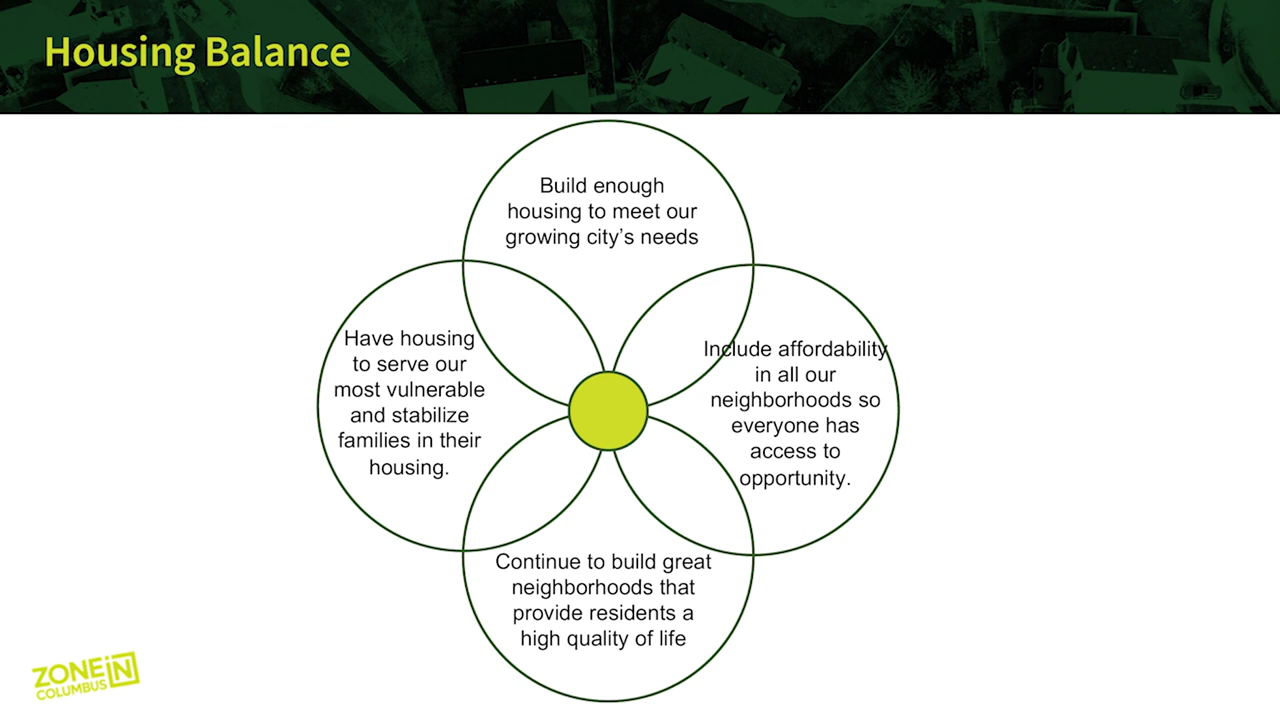 Housing Balance
Build enough
housing to meet our
growing city’s needs
Have housing
to serve our
most vulnerable
and stabilize
families in their
housing.
Include affordability
in all our
neighborhoods so
everyone has
access to
opportunity.
Continue to build great
neighborhoods that
provide residents a
high quality of life
ZONE iN
COLUMBUS